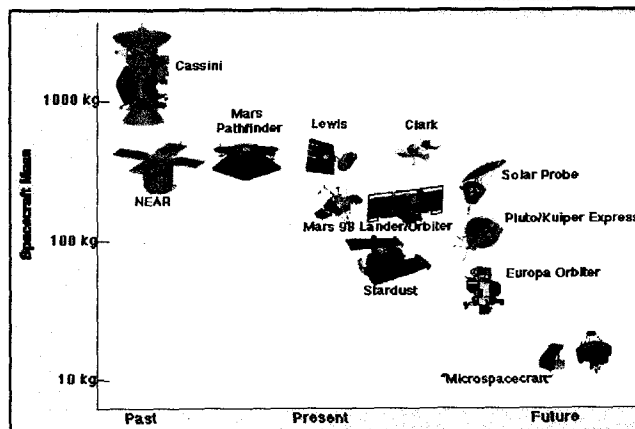 Cassini
1000 kg
Mars
Pathfinder
Lewis
Clark
Solar Probe
NEAR
Spacecraft Mass
Pluto/Kuiper Express
Mars 98 Lander/Orbiter
100 kg
Europa Orbiter
Stardust
"Microspacecraft"
10 kg
Past
Present
Future